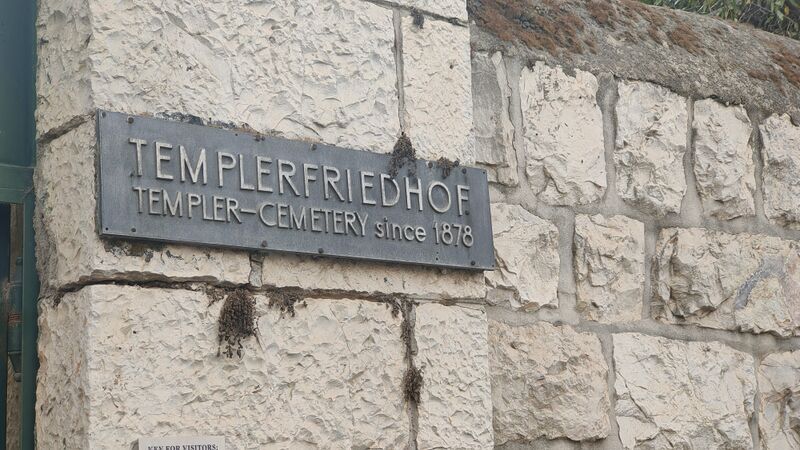 TEMPLERFRIEDHOF
TEMPLER-CEMETERY since 1878
KEY FOR VISITORS: